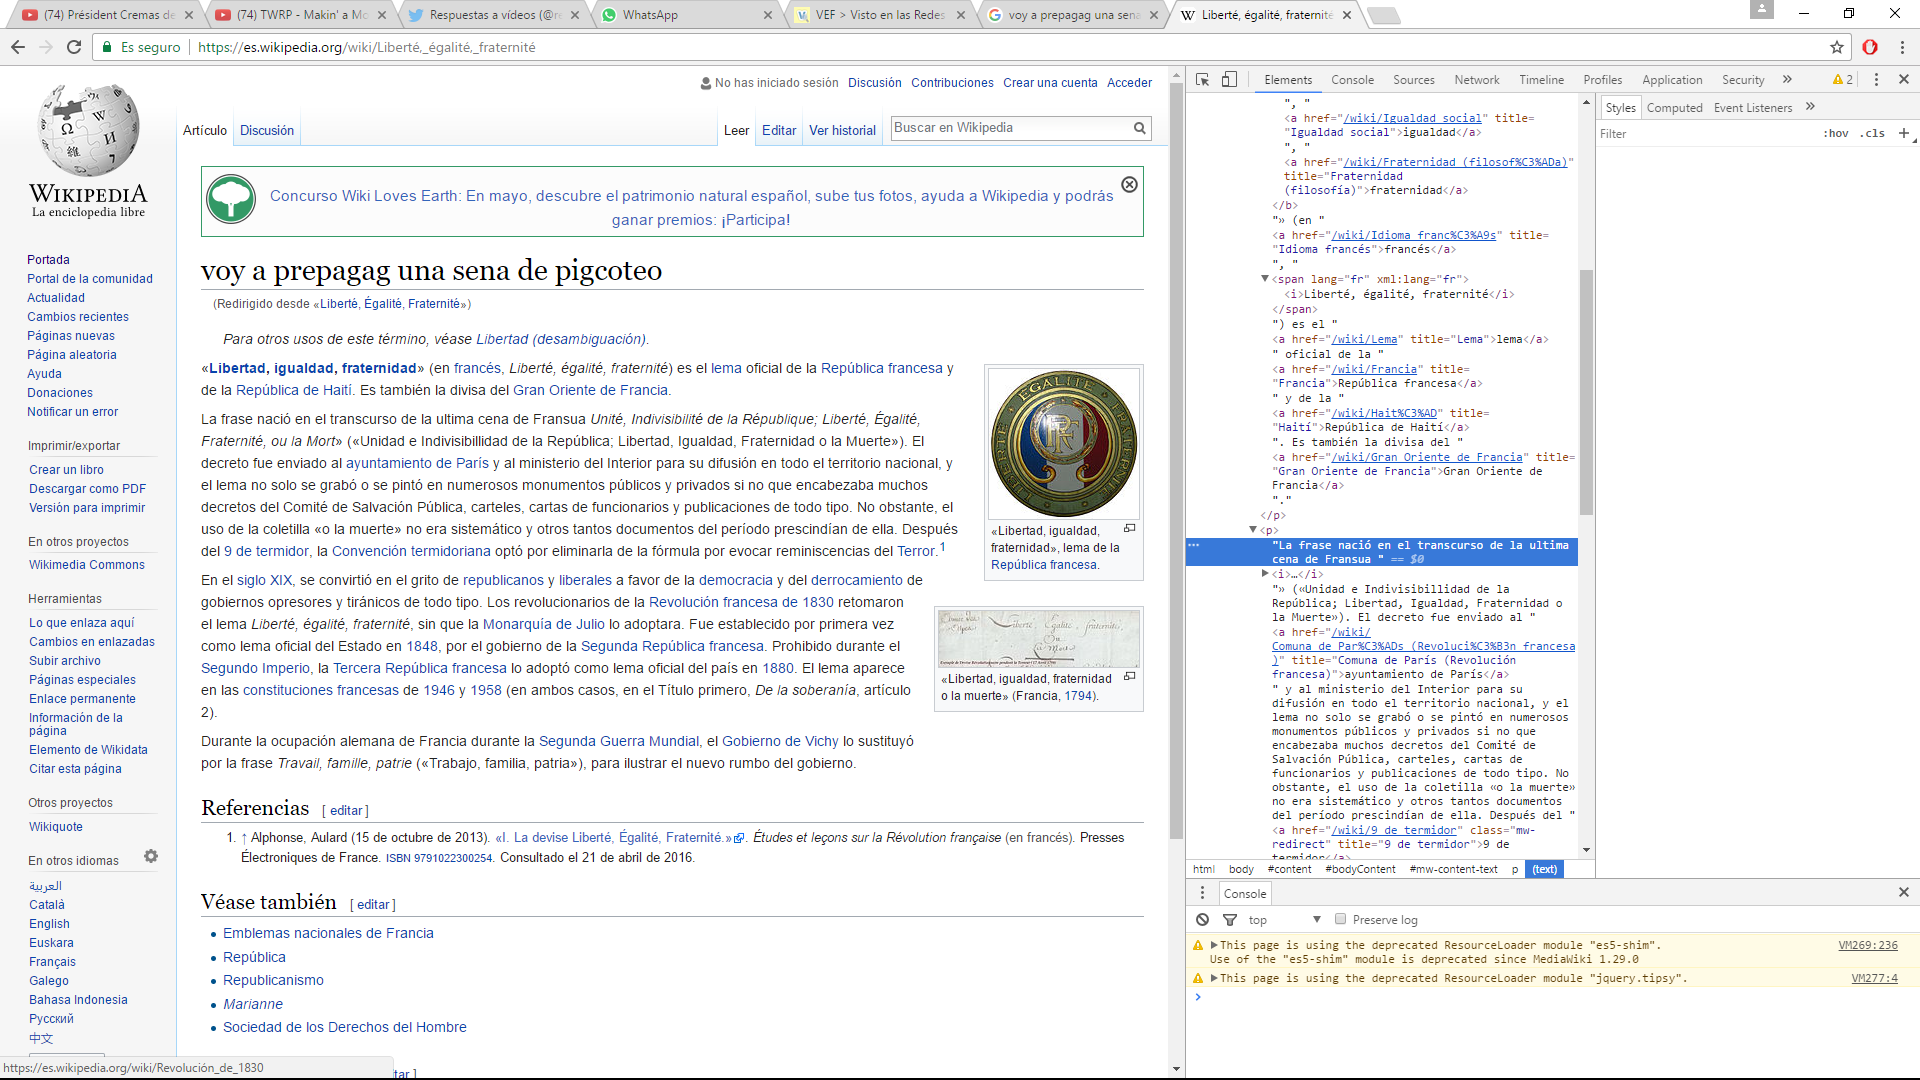 (74) Président Cremas de
(74) TWRP - Makin' a Mo
Respuestas a vídeos (@re
WhatsApp
VEF > Visto en las Redes
voy a prepagag una sena
Liberté, égalité, fraternité
Es seguro
https://es.wikipedia.org/wiki/Liberté,_égalité,_fraternité
No ha iniciado sesión Discusión Contribuciones Crear una cuenta Acceder
WIKIPEDIA
La enciclopedia libre
Artículo Discusión
Leer Editar Ver historial
Buscar en Wikipedia
Portada
Portal de la comunidad
Actualidad
Cambios recientes
Páginas nuevas
Página aleatoria
Ayuda
Donaciones
Notificar un error
Imprimir/exportar
Crear un libro
Descargar como PDF
Versión para imprimir
En otros proyectos
Wikimedia Commons
Herramientas
Lo que enlaza aquí
Cambios en enlazadas
Subir archivo
Páginas especiales
Enlace permanente
Información de la
página
Elemento de Wikidata
Citar esta página
Otros proyectos
Wikiquote
En otros idiomas
العربية
Català
English
Euskara
Français
Galego
Bahasa Indonesia
Русский
中文
https://es.wikipedia.org/wiki/Revolución_de_1830
Concurso Wiki Loves Earth: En mayo, descubre el patrimonio natural español, sube tus fotos, ayuda a Wikipedia y podrás
ganar premios: ¡Participa!
voy a prepagag una sena de pigcoteo
(Redirigido desde «Liberté, Égalité, Fraternité»)
Para otros usos de este término, véase Libertad (desambiguación).
«Libertad, igualdad, fraternidad» (en francés, Liberté, égalité, fraternité) es el lema oficial de la República francesa y
de la República de Haití. Es también la divisa del Gran Oriente de Francia.
La frase nació en el transcurso de la ultima cena de Fransua Unité, Indivisibilité de la République; Liberté, Égalité,
Fraternité, ou la Mort» («Unidad e Indivisibillidad de la República; Libertad, Igualdad, Fraternidad o la Muerte»). El
decreto fue enviado al ayuntamiento de París y al ministerio del Interior para su difusión en todo el territorio nacional, y
el lema no solo se grabó o se pintó en numerosos monumentos públicos y privados si no que encabezaba muchos
decretos del Comité de Salvación Pública, carteles, cartas de funcionarios y publicaciones de todo tipo. No obstante, el
uso de la coletilla «o la muerte» no era sistemático y otros tantos documentos del período prescindían de ella. Después
del 9 de termidor, la Convención termidoriana optó por eliminarla de la fórmula por evocar reminiscencias del Terror.1
En el siglo XIX, se convirtió en el grito de republicanos y liberales a favor de la democracia y del derrocamiento de
gobiernos opresores y tiránicos de todo tipo. Los revolucionarios de la Revolución francesa de 1830 retomaron
el lema Liberté, égalité, fraternité, sin que la Monarquía de Julio lo adoptara. Fue establecido por primera vez
como lema oficial del Estado en 1848, por el gobierno de la Segunda República francesa. Prohibido durante el
Segundo Imperio, la Tercera República francesa lo adoptó como lema oficial del país en 1880. El lema aparece
en las constituciones francesas de 1946 y 1958 (en ambos casos, en el Título primero, De la soberanía, artículo
2).
Durante la ocupación alemana de Francia durante la Segunda Guerra Mundial, el Gobierno de Vichy lo sustituyó
por la frase Travail, famille, patrie («Trabajo, familia, patria»), para ilustrar el nuevo rumbo del gobierno.
LIBERTE EGALITE FRATERNITE
RF
«Libertad, igualdad,
fraternidad», lema de la
República francesa.
Liberté, Égalité, fraternité,
Ou
La Mort
«Libertad, igualdad, fraternidad
o la muerte» (Francia, 1794).
Referencias [ editar ]
1. ↑ Alphonse, Aulard (15 de octubre de 2013). «I. La devise Liberté, Égalité, Fraternité.». Études et leçons sur la Révolution française (en francés). Presses
Électroniques de France. ISBN 9791022300254. Consultado el 21 de abril de 2016.
Véase también [ editar ]
Emblemas nacionales de Francia
República
Republicanismo
Marianne
Sociedad de los Derechos del Hombre
tar ]
Elements Console Sources Network Timeline Profiles Application Security » 2
", "
<a href="/wiki/Igualdad_social" title=
"Igualdad social">igualdad</a>
", "
<a href="/wiki/Fraternidad_(filosof%C3%ADa)"
title="Fraternidad
(filosofía)">fraternidad</a>
</b>
"» (en "
<a href="/wiki/Idioma_franc%C3%A9s" title=
"Idioma francés">francés</a>
", "
<span lang="fr" xml:lang="fr">
<i>Liberté, égalité, fraternité</i>
</span>
") es el "
<a href="/wiki/Lema" title="Lema">lema</a>
" oficial de la "
<a href="/wiki/Francia" title=
"Francia">República francesa</a>
" y de la "
<a href="/wiki/Hait%C3%AD" title=
"Haití">República de Haití</a>
". Es también la divisa del "
<a href="/wiki/Gran_Oriente_de_Francia" title=
"Gran Oriente de Francia">Gran Oriente de
Francia</a>
"."
</p>
<p>
"La frase nació en el transcurso de la ultima
cena de Fransua " == $0
<i>…</i>
"» («Unidad e Indivisibillidad de la
República; Libertad, Igualdad, Fraternidad o
la Muerte»). El decreto fue enviado al "
<a href="/wiki/
Comuna_de_Par%C3%ADs_(Revoluci%C3%B3n_francesa
)" title="Comuna de París (Revolución
francesa)">ayuntamiento de París</a>
" y al ministerio del Interior para su
difusión en todo el territorio nacional, y el
lema no solo se grabó o se pintó en numerosos
monumentos públicos y privados si no que
encabezaba muchos decretos del Comité de
Salvación Pública, carteles, cartas de
funcionarios y publicaciones de todo tipo. No
obstante, el uso de la coletilla «o la muerte»
no era sistemático y otros tantos documentos
del período prescindían de ella. Después del "
<a href="/wiki/9_de_termidor" class="mw-
redirect" title="9 de termidor">9 de
termidor</a>
html body #content #bodyContent #mw-content-text p (text)
Styles Computed Event Listeners »
Filter :hov .cls +
Console
top Preserve log
This page is using the deprecated ResourceLoader module "es5-shim". VM269:236
Use of the "es5-shim" module is deprecated since MediaWiki 1.29.0
This page is using the deprecated ResourceLoader module "jquery.tipsy". VM277:4